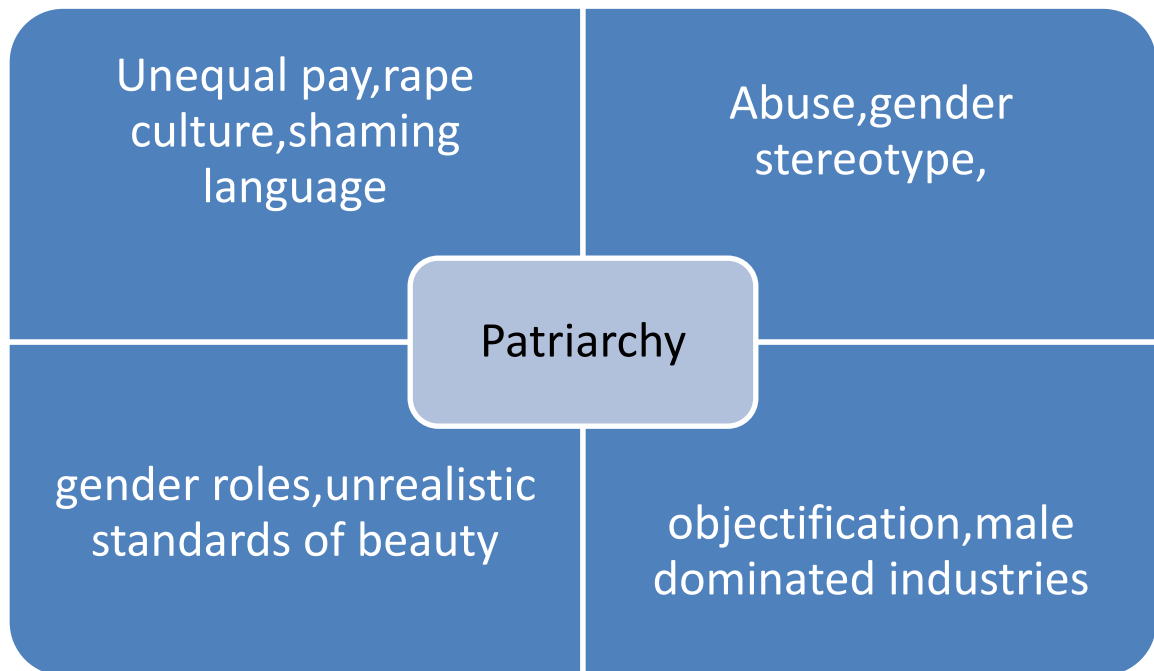 Unequal pay,rape
culture,shaming
language
Abuse,gender
stereotype,
Patriarchy
gender roles,unrealistic
standards of beauty
objectification,male
dominated industries